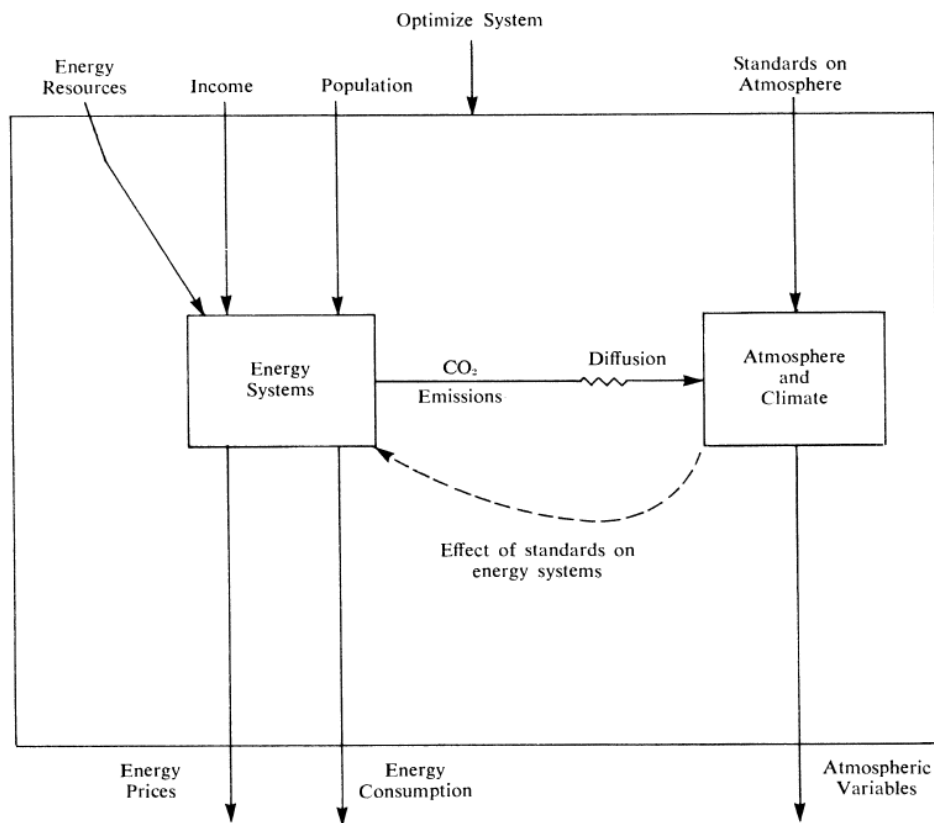 Optimize System
Energy
Resources
Income
Population
Standards on
Atmosphere
Energy
Systems
CO₂
Emissions
Diffusion
Atmosphere
and
Climate
Effect of standards on
energy systems
Energy
Prices
Energy
Consumption
Atmospheric
Variables